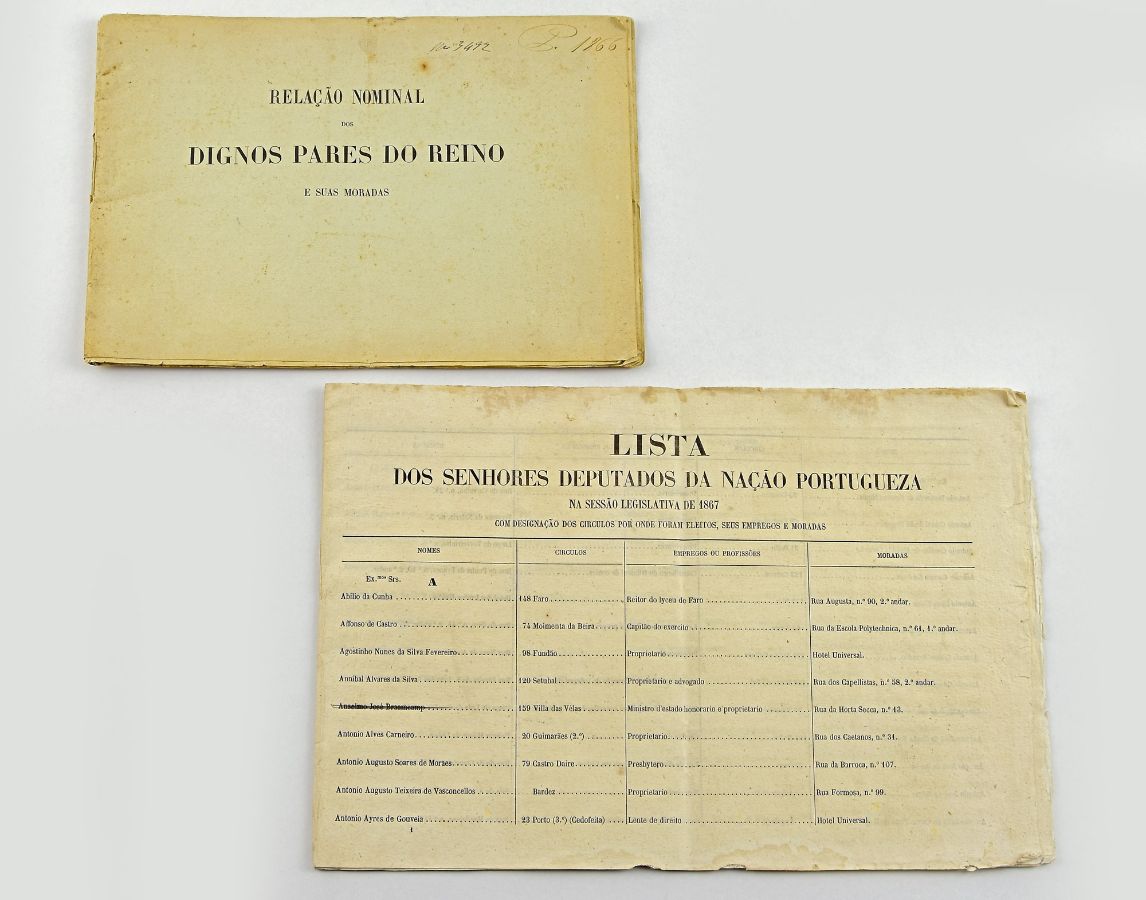 Nº 3492 P. 1866
RELAÇÃO NOMINAL
DOS
DIGNOS PARES DO REINO
E SUAS MORADAS
LISTA
DOS SENHORES DEPUTADOS DA NAÇÃO PORTUGUEZA
NA SESSÃO LEGISLATIVA DE 1867
COM DESIGNAÇÃO DOS CIRCULOS POR ONDE FORAM ELEITOS, SEUS EMPREGOS E MORADAS
NOMES CIRCULOS EMPREGOS OU PROFISSÕES MORADAS
Ex.mos Srs. A
Abilio da Cunha 148 Faro Reitor do lyceu de Faro Rua Augusta, n.º 90, 2.º andar.
Affonso de Castro 74 Moimenta da Beira Capitão do exercito Rua da Escola Polytechnica, n.º 61, 1.º andar.
Agostinho Nunes da Silva Fevereiro 98 Fundão Proprietario Hotel Universal.
Annibal Alvares da Silva 120 Setubal Proprietario e advogado Rua dos Capellistas, n.º 58, 2.º andar.
Anselmo José Braamcamp 159 Villa das Vélas Ministro d'estado honorario e proprietario Rua da Horta Secca, n.º 13.
Antonio Alves Carneiro 20 Guimarães (2.º) Proprietario Rua dos Caetanos, n.º 31.
Antonio Augusto Soares de Moraes 79 Castro Daire Presbytero Rua da Barroca, n.º 107.
Antonio Augusto Teixeira de Vasconcellos Bardez Proprietario Rua Formosa, n.º 99.
Antonio Ayres de Gouveia 23 Porto (3.º) (Cedofeita) Lente de direito Hotel Universal.
1